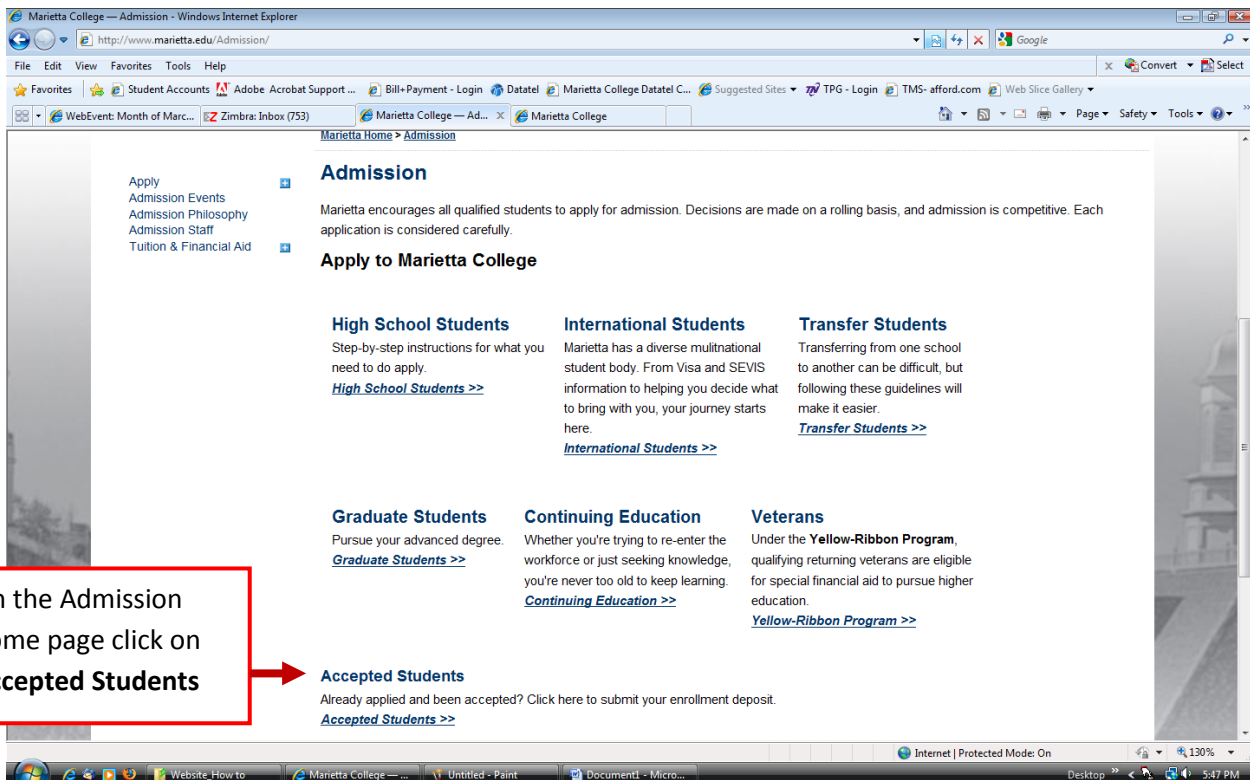 Marietta College — Admission - Windows Internet Explorer
http://www.marietta.edu/Admission/
Google
File Edit View Favorites Tools Help
x Convert Select
Favorites Student Accounts Adobe Acrobat Support ... Bill+Payment - Login Datatel Marietta College Datatel C... Suggested Sites TPG - Login TMS- afford.com Web Slice Gallery
WebEvent: Month of Marc... Zimbra: Inbox (753) Marietta College — Ad... X Marietta College Page Safety Tools
Marietta Home > Admission
Apply
Admission Events
Admission Philosophy
Admission Staff
Tuition & Financial Aid
Admission
Marietta encourages all qualified students to apply for admission. Decisions are made on a rolling basis, and admission is competitive. Each
application is considered carefully.
Apply to Marietta College
High School Students
Step-by-step instructions for what you
need to do apply.
High School Students >>
International Students
Marietta has a diverse mulitnational
student body. From Visa and SEVIS
information to helping you decide what
to bring with you, your journey starts
here.
International Students >>
Transfer Students
Transferring from one school
to another can be difficult, but
following these guidelines will
make it easier.
Transfer Students >>
Graduate Students
Pursue your advanced degree.
Graduate Students >>
Continuing Education
Whether you're trying to re-enter the
workforce or just seeking knowledge,
you're never too old to keep learning.
Continuing Education >>
Veterans
Under the Yellow-Ribbon Program,
qualifying returning veterans are eligible
for special financial aid to pursue higher
education.
Yellow-Ribbon Program >>
n the Admission
ome page click on
ccepted Students
Accepted Students
Already applied and been accepted? Click here to submit your enrollment deposit.
Accepted Students >>
Internet | Protected Mode: On 130%
Website_How to Marietta College — ... Untitled - Paint Document1 - Micro... Desktop 5:47 PM